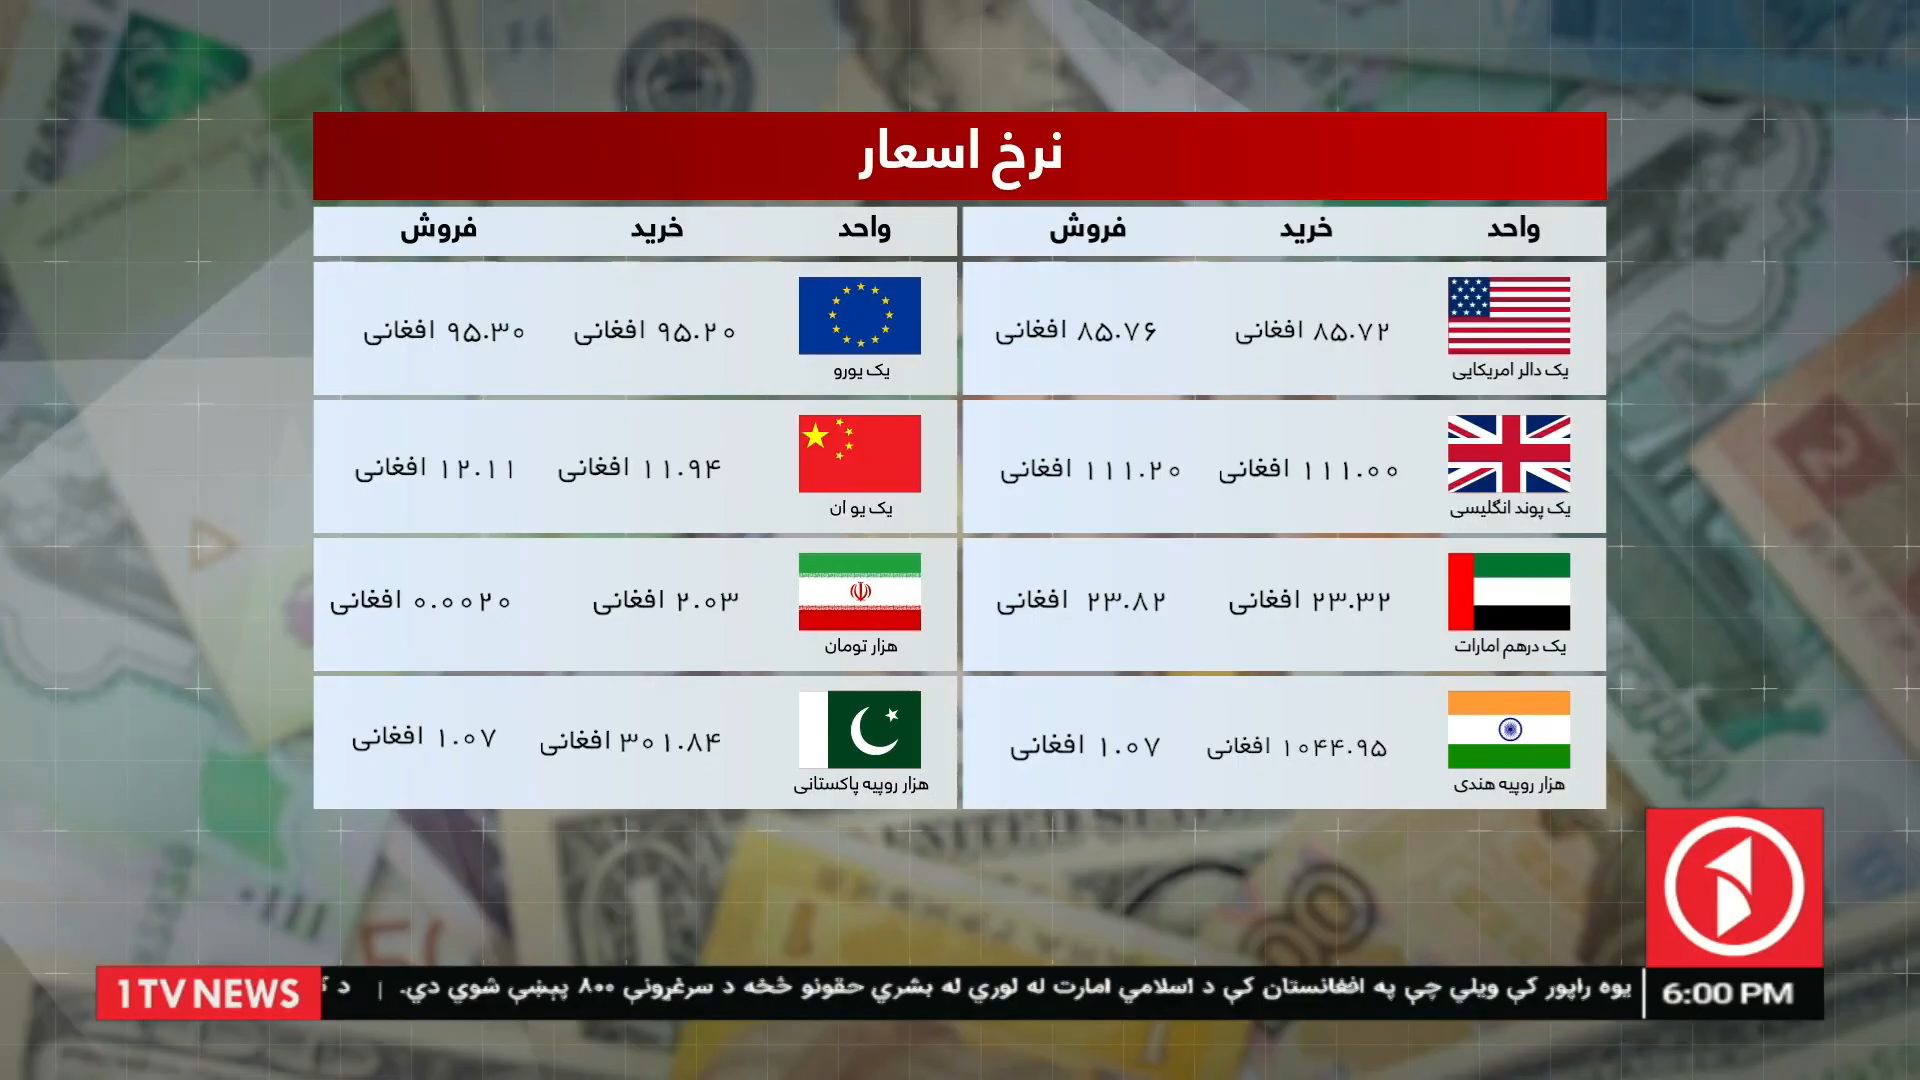 نرخ اسعار
واحد خرید فروش
۸۵.۷۲ افغانی ۸۵.۷۶ افغانی
یک دالر امریکایی
۱۱۱.۰۰ افغانی ۱۱۱.۲۰ افغانی
یک پوند انگلیسی
۲۳.۳۲ افغانی ۲۳.۸۲ افغانی
یک درهم امارات
۱۰۴۴.۹۵ افغانی ۱.۰۷ افغانی
هزار روپیه هندی
واحد خرید فروش
۹۵.۲۰ افغانی ۹۵.۳۰ افغانی
یک یورو
۱۱.۹۴ افغانی ۱۲.۱۱ افغانی
یک یو ان
۲.۰۳ افغانی ۰.۰۰۲۰ افغانی
هزار تومان
۳۰۱.۸۴ افغانی ۱.۰۷ افغانی
هزار روپیه پاکستانی
یوه راپور کې ویلي چې په افغانستان کې د اسلامي امارت له لوري له بشري حقونو څخه د سرغړونې ۸۰۰ پېښې شوي دي. | د
1TV NEWS
6:00 PM